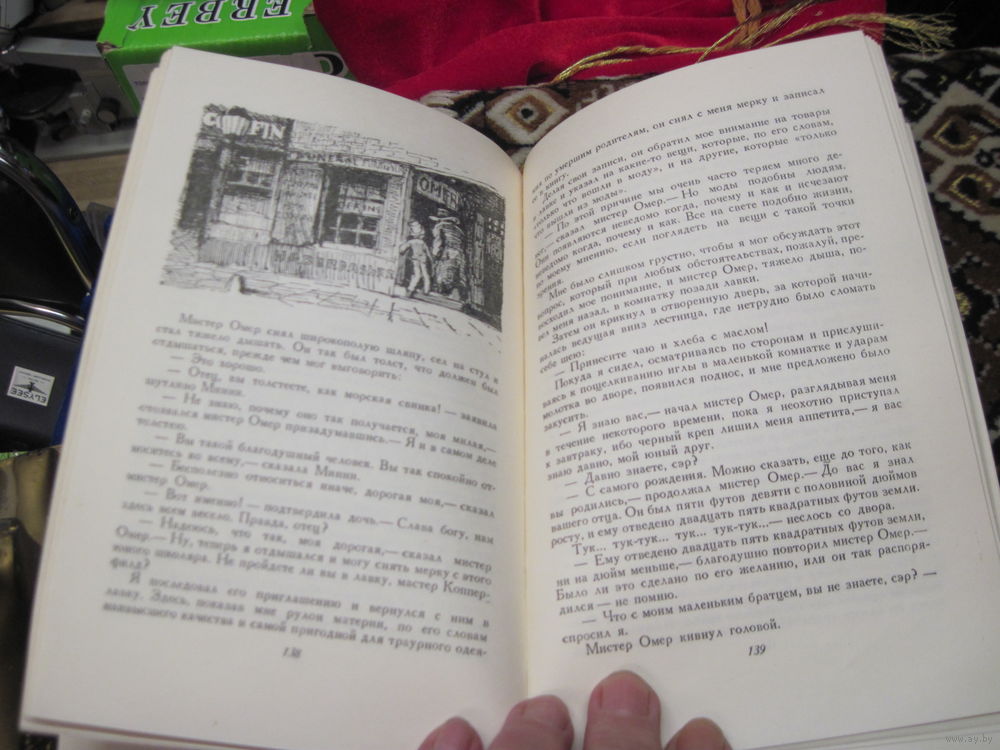 ERBEY
ELYSEE
COFFIN
FUNERAL
OMER
Мистер Омер снял широкополую шляпу, сел на стул и
стал тяжело дышать. Он так был толст, что должен был
отдышаться, прежде чем мог выговорить:
— Это хорошо.
— Отец, вы толстеете, как морская свинка! — заявила
шутливо Минни.
— Не знаю, почему оно так получается, моя милая,—
отозвался мистер Омер призадумавшись.— Я и в самом деле
толстею.
— Вы такой благодушный человек. Вы так спокойно от-
носитесь ко всему,— сказала Минни.
— Бесполезно относиться иначе, дорогая моя,— сказал
мистер Омер.
— Вот именно! — подтвердила дочь.— Слава богу, нам
здесь всем весело. Правда, отец?
— Надеюсь, что так, моя дорогая,— сказал мистер
Омер.— Ну, теперь я отдышался и могу снять мерку с этого
юного школяра. Не пройдете ли вы в лавку, мастер Коппер-
филд?
Я последовал его приглашению и вернулся с ним в
лавку. Здесь, показав мне рулон материи, по его словам
наивысшего качества и самой пригодной для траурного одея-
138
ния по умершим родителям, он снял с меня мерку и записал
ее в книгу.
Делая свои записи, он обратил мое внимание на товары
в лавке и указал на какие-то вещи, которые, по его словам,
«только что вошли в моду», и на другие, которые «только
что вышли из моды».
— По этой причине мы очень часто теряем много де-
нег,— сказал мистер Омер.— Но моды подобны людям.
Они появляются неведомо когда, почему и как и исчезают
неведомо когда, почему и как. Все на свете подобно жизни,
по моему мнению, если поглядеть на вещи с такой точки
зрения.
Мне было слишком грустно, чтобы я мог обсуждать этот
вопрос, который при любых обстоятельствах, пожалуй, пре-
восходил мое понимание, и мистер Омер, тяжело дыша, по-
вел меня назад, в комнатку позади лавки.
Затем он крикнул в отворенную дверь, за которой начи-
налась ведущая вниз лестница, где нетрудно было сломать
себе шею:
— Принесите чаю и хлеба с маслом!
Покуда я сидел, осматриваясь по сторонам и прислуши-
ваясь к пощелкиванию иглы в маленькой комнатке и ударам
молотка во дворе, появился поднос, и мне предложено было
закусить.
— Я знаю вас,— начал мистер Омер, разглядывая меня
в течение некоторого времени, пока я неохотно приступал
к завтраку, ибо черный креп лишил меня аппетита,— я вас
знаю давно, мой юный друг.
— Давно знаете, сэр?
— С самого рождения. Можно сказать, еще до того, как
вы родились,— продолжал мистер Омер.— До вас я знал
вашего отца. Он был пяти футов девяти с половиной дюймов
росту, и ему отведено двадцать пять квадратных футов земли.
Тук... тук-тук... тук... тук-тук...— неслось со двора.
— Ему отведено двадцать пять квадратных футов земли,
ни на дюйм меньше,— благодушно повторил мистер Омер.—
Было ли это сделано по его желанию, или он так распоря-
дился — не помню.
— Что с моим маленьким братцем, вы не знаете, сэр? —
спросил я.
Мистер Омер кивнул головой.
139
www.ay.by